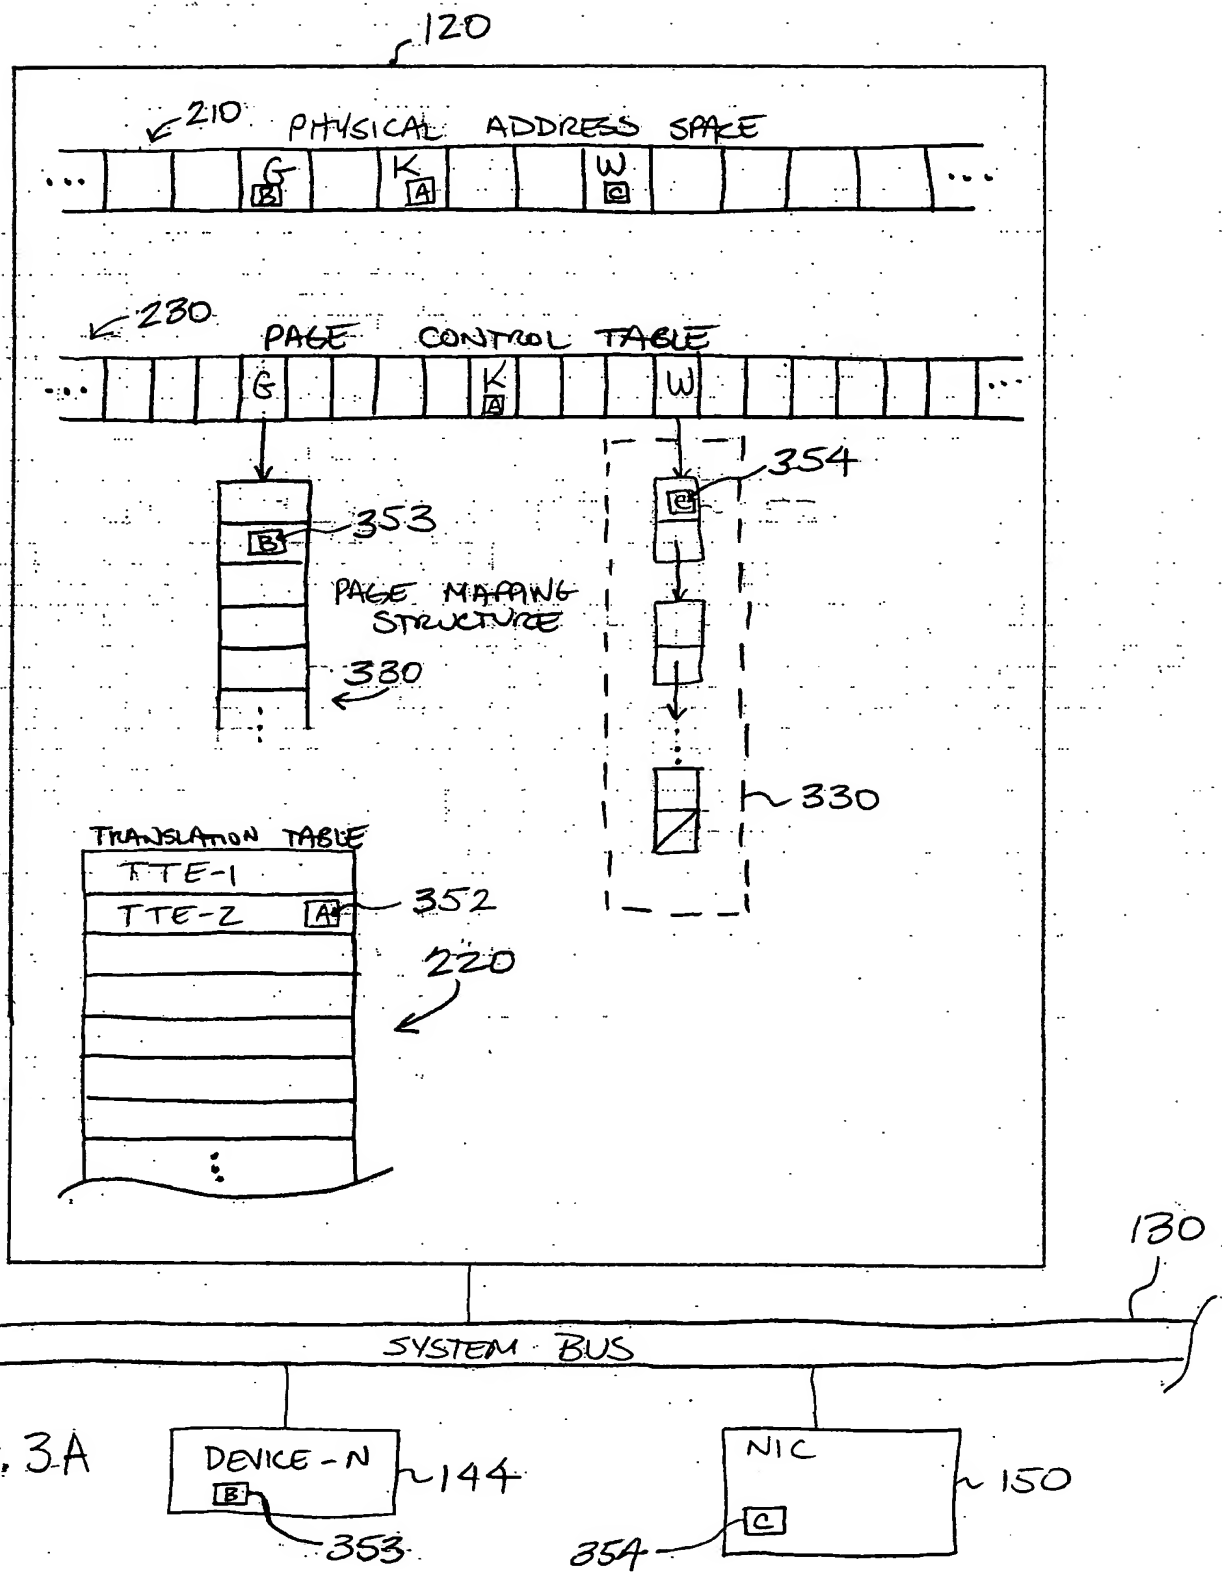 120
210
PHYSICAL ADDRESS SPACE
... G K W ...
B A C
230
PAGE CONTROL TABLE
... G K W ...
A
354
C
353
B
PAGE MAPPING
STRUCTURE
330
330
TRANSLATION TABLE
TTE-1
TTE-2 A 352
220
130
SYSTEM BUS
. 3A
DEVICE-N
B
144
353
NIC
C
150
354